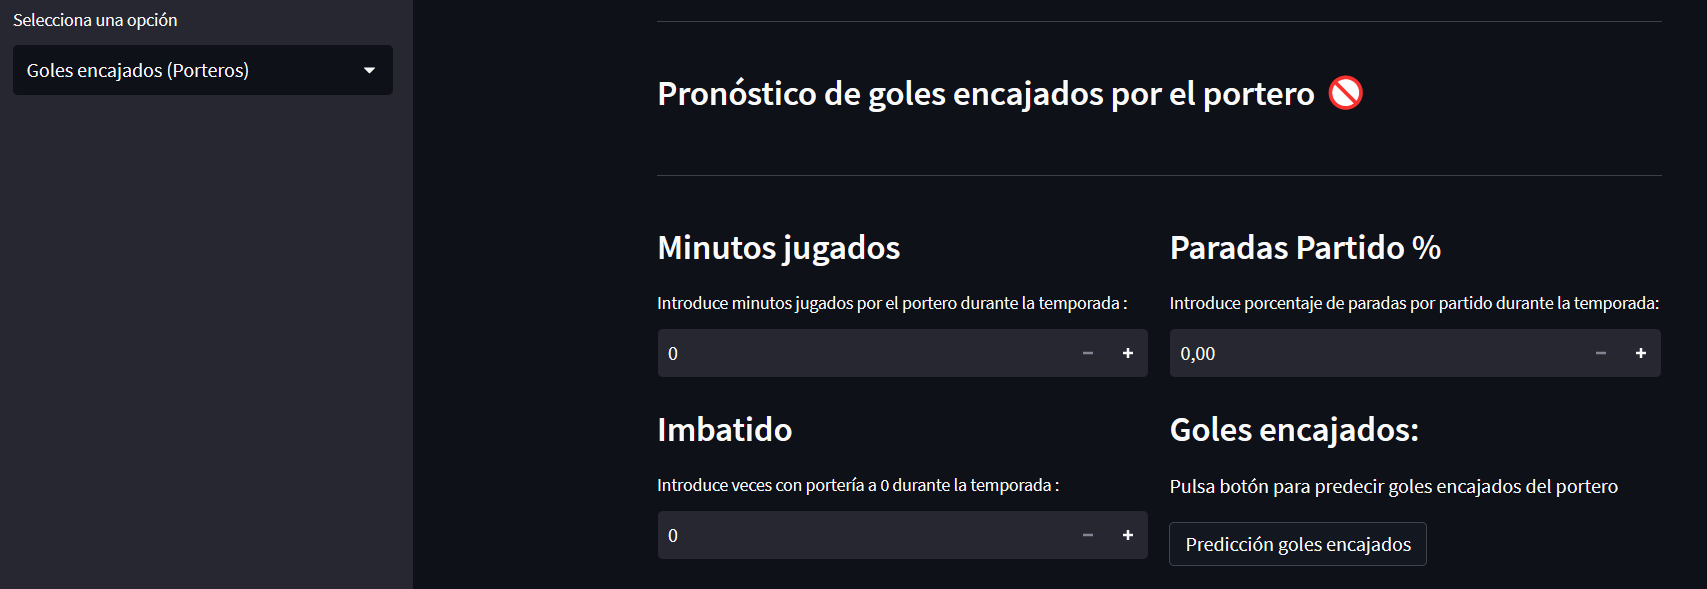 Selecciona una opción
Goles encajados (Porteros)
Pronóstico de goles encajados por el portero 🚫
Minutos jugados
Introduce minutos jugados por el portero durante la temporada :
0
Paradas Partido %
Introduce porcentaje de paradas por partido durante la temporada:
0,00
Imbatido
Introduce veces con portería a 0 durante la temporada :
0
Goles encajados:
Pulsa botón para predecir goles encajados del portero
Predicción goles encajados